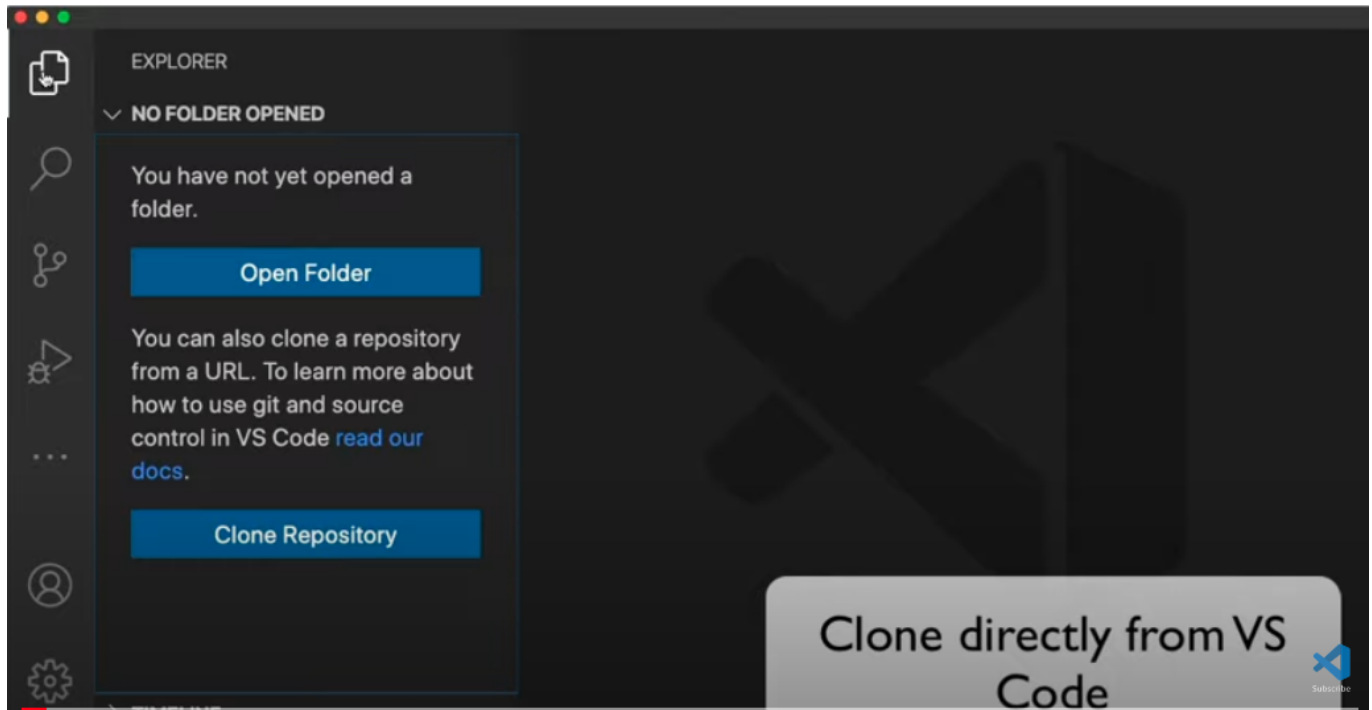 EXPLORER
NO FOLDER OPENED
You have not yet opened a
folder.
Open Folder
You can also clone a repository
from a URL. To learn more about
how to use git and source
control in VS Code read our
docs.
Clone Repository
Clone directly from VS
Code
Subscribe
TIMELINE